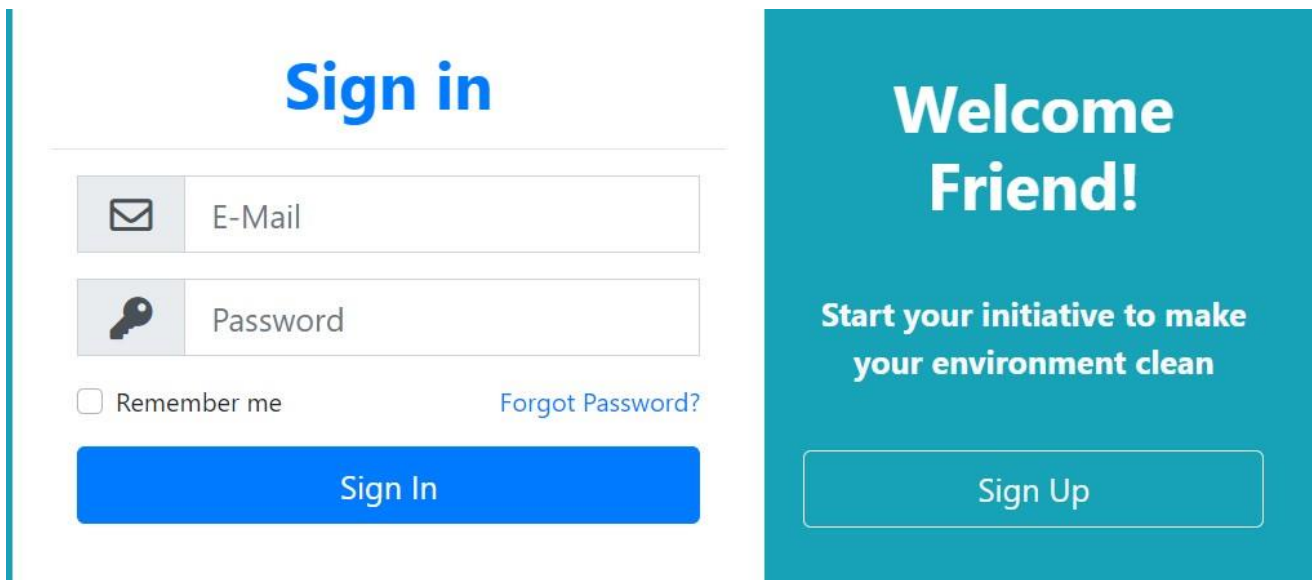 Sign in
E-Mail
Password
Remember me
Forgot Password?
Sign In
Welcome
Friend!
Start your initiative to make
your environment clean
Sign Up